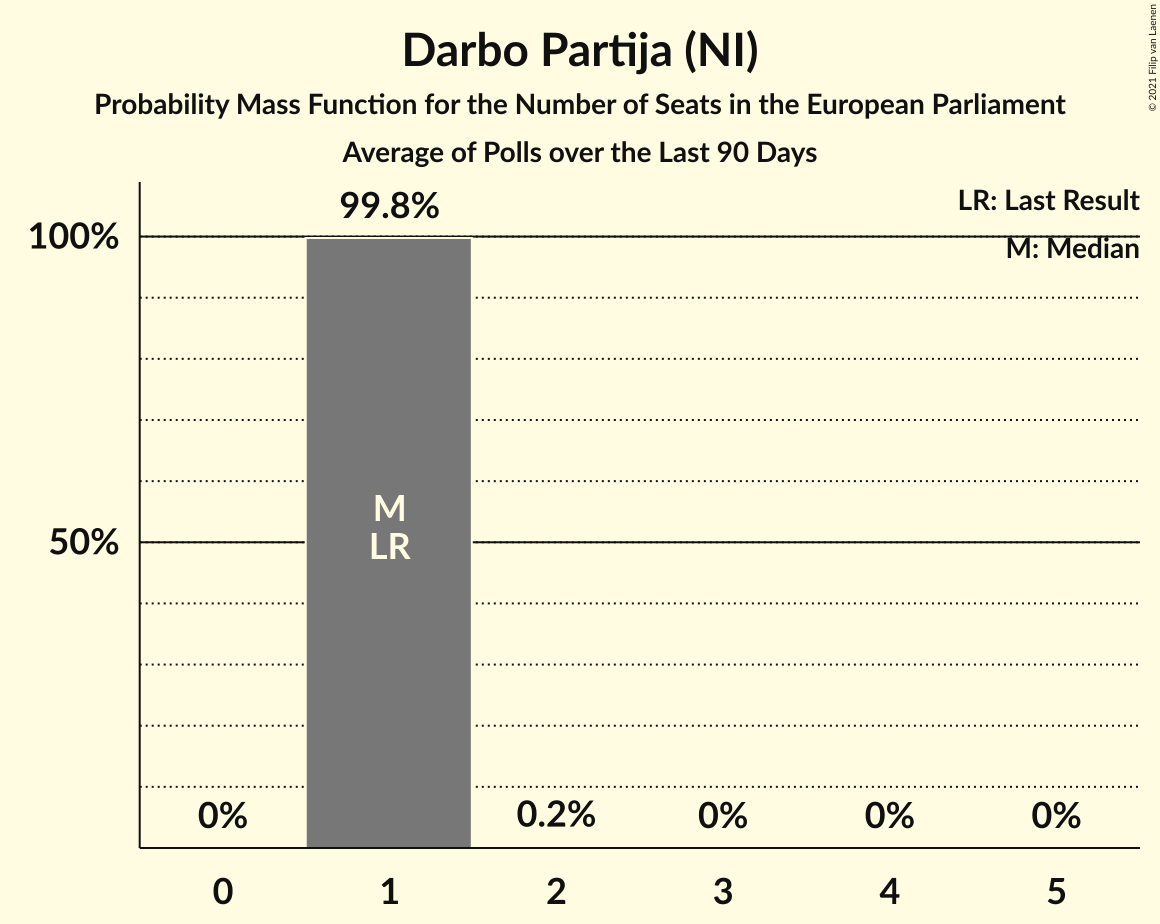 Darbo Partija (NI)
Probability Mass Function for the Number of Seats in the European Parliament
Average of Polls over the Last 90 Days
© 2021 Filip van Laenen
LR: Last Result
M: Median
99.8%
100%
50%
M
LR
0%
0.2%
0%
0%
0%
0
1
2
3
4
5